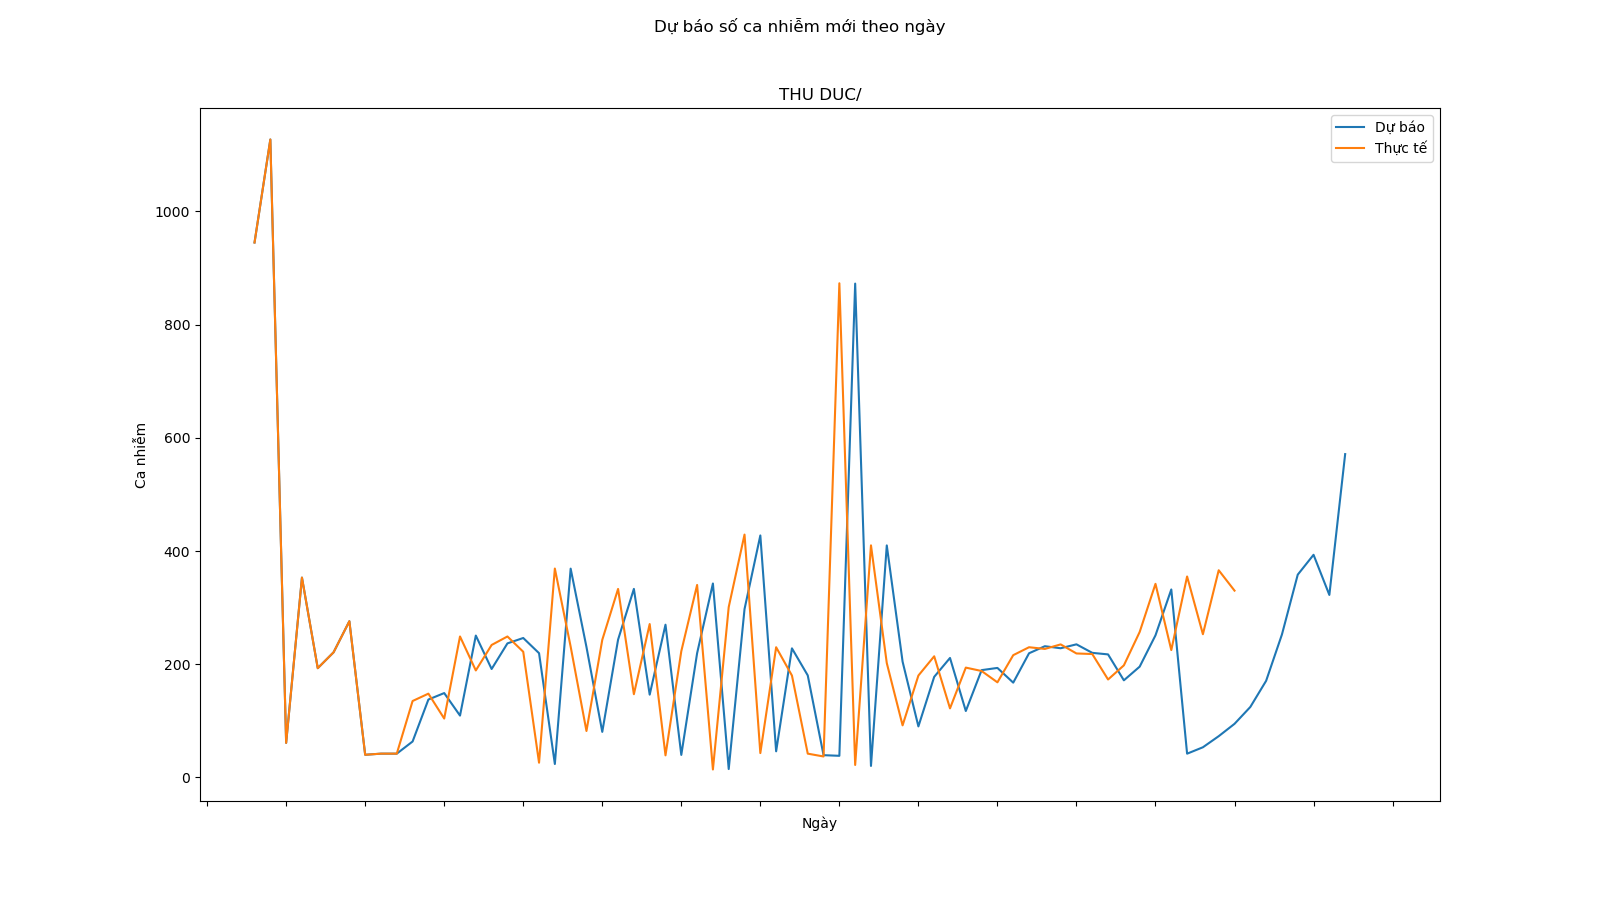 Dự báo số ca nhiễm mới theo ngày
THU DUC/
Dự báo
Thực tế
1000
800
600
400
200
0
Ca nhiễm
Ngày